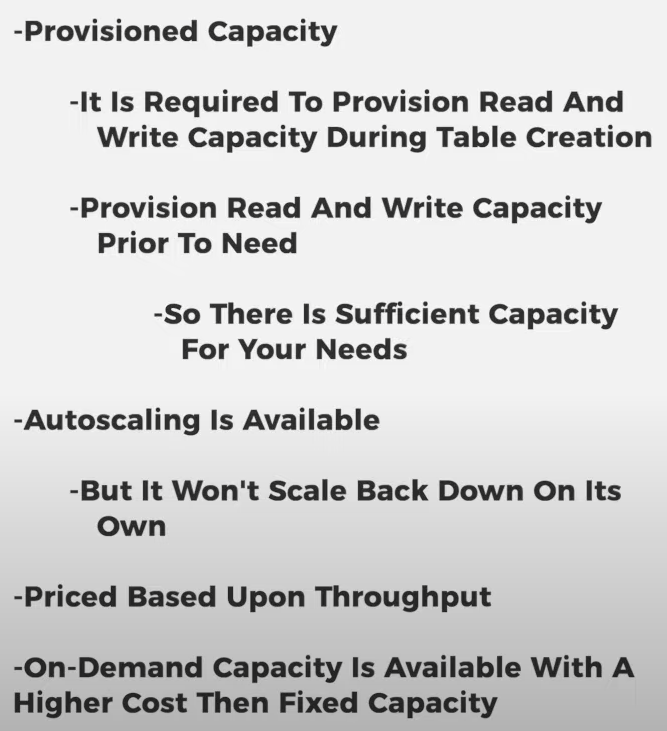 -Provisioned Capacity
-It Is Required To Provision Read And
Write Capacity During Table Creation
-Provision Read And Write Capacity
Prior To Need
-So There Is Sufficient Capacity
For Your Needs
-Autoscaling Is Available
-But It Won't Scale Back Down On Its
Own
-Priced Based Upon Throughput
-On-Demand Capacity Is Available With A
Higher Cost Then Fixed Capacity